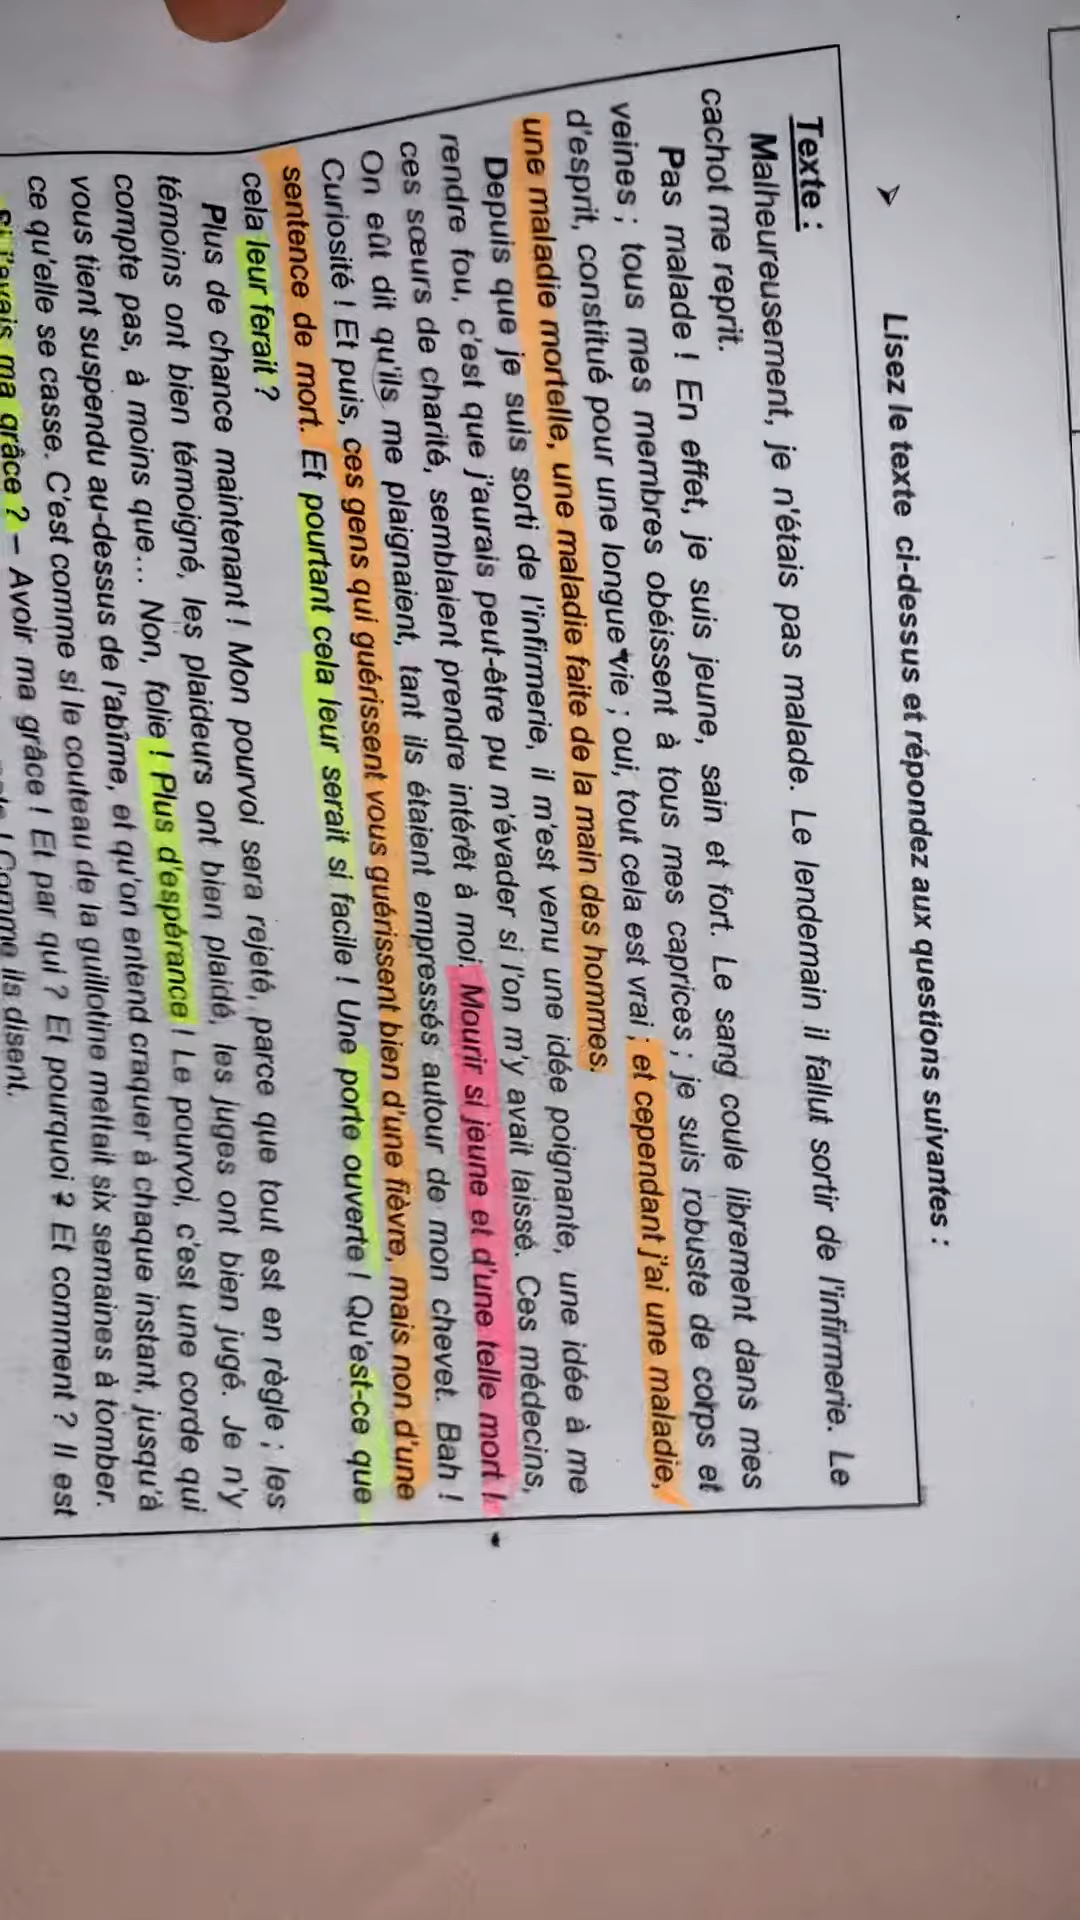 ➤ Lisez le texte ci-dessus et répondez aux questions suivantes :
Texte :
Malheureusement, je n'étais pas malade. Le lendemain il fallut sortir de l'infirmerie. Le
cachot me reprit.
Pas malade ! En effet, je suis jeune, sain et fort. Le sang coule librement dans mes
veines ; tous mes membres obéissent à tous mes caprices ; je suis robuste de corps et
d'esprit, constitué pour une longue vie ; oui, tout cela est vrai ; et cependant j'ai une maladie,
une maladie mortelle, une maladie faite de la main des hommes.
Depuis que je suis sorti de l'infirmerie, il m'est venu une idée poignante, une idée à me
rendre fou, c'est que j'aurais peut-être pu m'évader si l'on m'y avait laissé. Ces médecins,
ces sœurs de charité, semblaient prendre intérêt à moi. Mourir si jeune et d'une telle mort !
On eût dit qu'ils me plaignaient, tant ils étaient empressés autour de mon chevet. Bah !
Curiosité ! Et puis, ces gens qui guérissent vous guérissent bien d'une fièvre, mais non d'une
sentence de mort. Et pourtant cela leur serait si facile ! Une porte ouverte ! Qu'est-ce que
cela leur ferait ?
Plus de chance maintenant ! Mon pourvoi sera rejeté, parce que tout est en règle ; les
témoins ont bien témoigné, les plaideurs ont bien plaidé, les juges ont bien jugé. Je n'y
compte pas, à moins que... Non, folie ! Plus d'espérance ! Le pourvoi, c'est une corde qui
vous tient suspendu au-dessus de l'abîme, et qu'on entend craquer à chaque instant, jusqu'à
ce qu'elle se casse. C'est comme si le couteau de la guillotine mettait six semaines à tomber.
Si j'avais ma grâce ? – Avoir ma grâce ! Et par qui ? Et pourquoi ? Et comment ? Il est
! Comme ils disent.